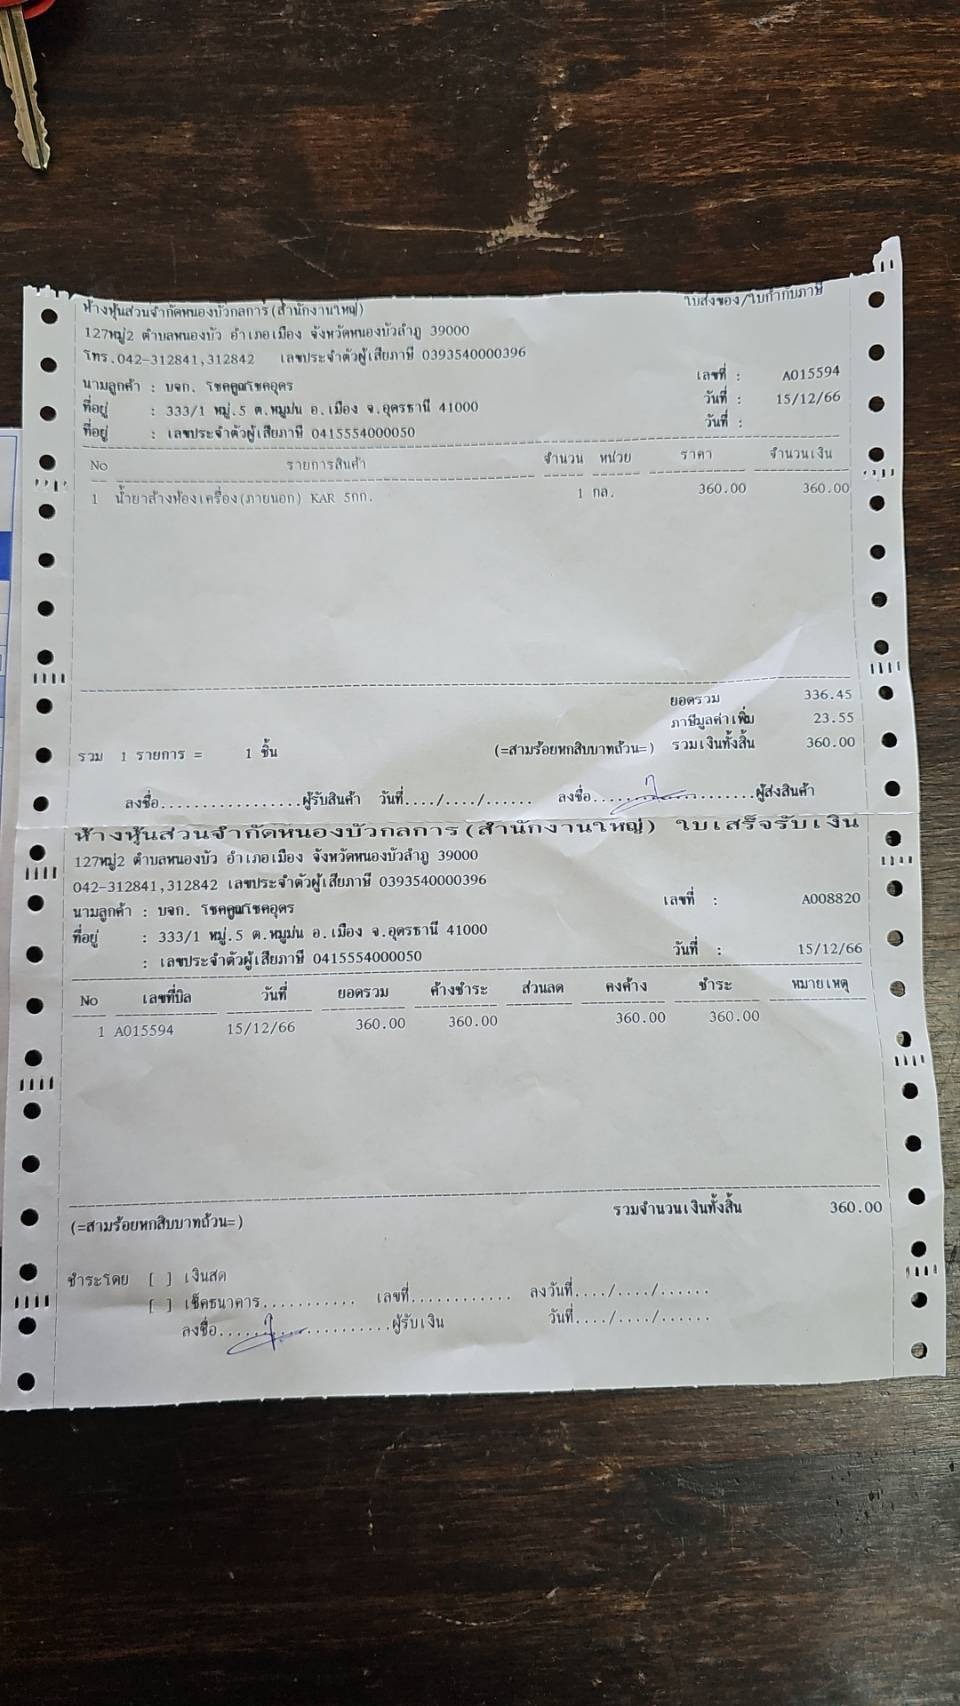 ห้างหุ้นส่วนจำกัดหนองบัวกลการ(สำนักงานใหญ่) ใบส่งของ/ใบกำกับภาษี
127หมู่2 ตำบลหนองบัว อำเภอเมือง จังหวัดหนองบัวลำภู 39000
โทร.042-312841,312842 เลขประจำตัวผู้เสียภาษี 0393540000396
นามลูกค้า : บจก. โชคคูณโชคอุดร เลขที่ : A015594
ที่อยู่ : 333/1 หมู่.5 ต.หมูม่น อ.เมือง จ.อุดรธานี 41000 วันที่ : 15/12/66
ที่อยู่ : เลขประจำตัวผู้เสียภาษี 0415554000050 วันที่ :
No รายการสินค้า จำนวน หน่วย ราคา จำนวนเงิน
1 น้ำยาล้างห้องเครื่อง(ภายนอก) KAR 5กก. 1 กล. 360.00 360.00
ยอดรวม 336.45
ภาษีมูลค่าเพิ่ม 23.55
รวม 1 รายการ = 1 ชิ้น (=สามร้อยหกสิบบาทถ้วน=) รวมเงินทั้งสิ้น 360.00
ลงชื่อ.................ผู้รับสินค้า วันที่..../..../...... ลงชื่อ....................ผู้ส่งสินค้า
ห้างหุ้นส่วนจำกัดหนองบัวกลการ(สำนักงานใหญ่) ใบเสร็จรับเงิน
127หมู่2 ตำบลหนองบัว อำเภอเมือง จังหวัดหนองบัวลำภู 39000
042-312841,312842 เลขประจำตัวผู้เสียภาษี 0393540000396
นามลูกค้า : บจก. โชคคูณโชคอุดร เลขที่ : A008820
ที่อยู่ : 333/1 หมู่.5 ต.หมูม่น อ.เมือง จ.อุดรธานี 41000
: เลขประจำตัวผู้เสียภาษี 0415554000050 วันที่ : 15/12/66
No เลขที่บิล วันที่ ยอดรวม ค้างชำระ ส่วนลด คงค้าง ชำระ หมายเหตุ
1 A015594 15/12/66 360.00 360.00 360.00 360.00
(=สามร้อยหกสิบบาทถ้วน=) รวมจำนวนเงินทั้งสิ้น 360.00
ชำระโดย [ ] เงินสด
[ ] เช็คธนาคาร........... เลขที่............ ลงวันที่..../..../......
ลงชื่อ....................ผู้รับเงิน วันที่..../..../......